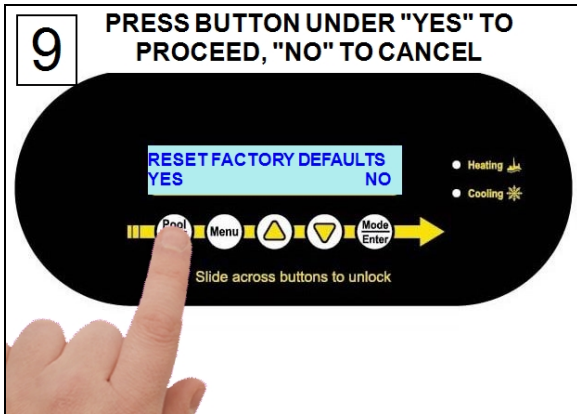 9
PRESS BUTTON UNDER "YES" TO
PROCEED, "NO" TO CANCEL
RESET FACTORY DEFAULTS
YES NO
Heating
Cooling
Pool
Menu
Mode
Enter
Slide across buttons to unlock